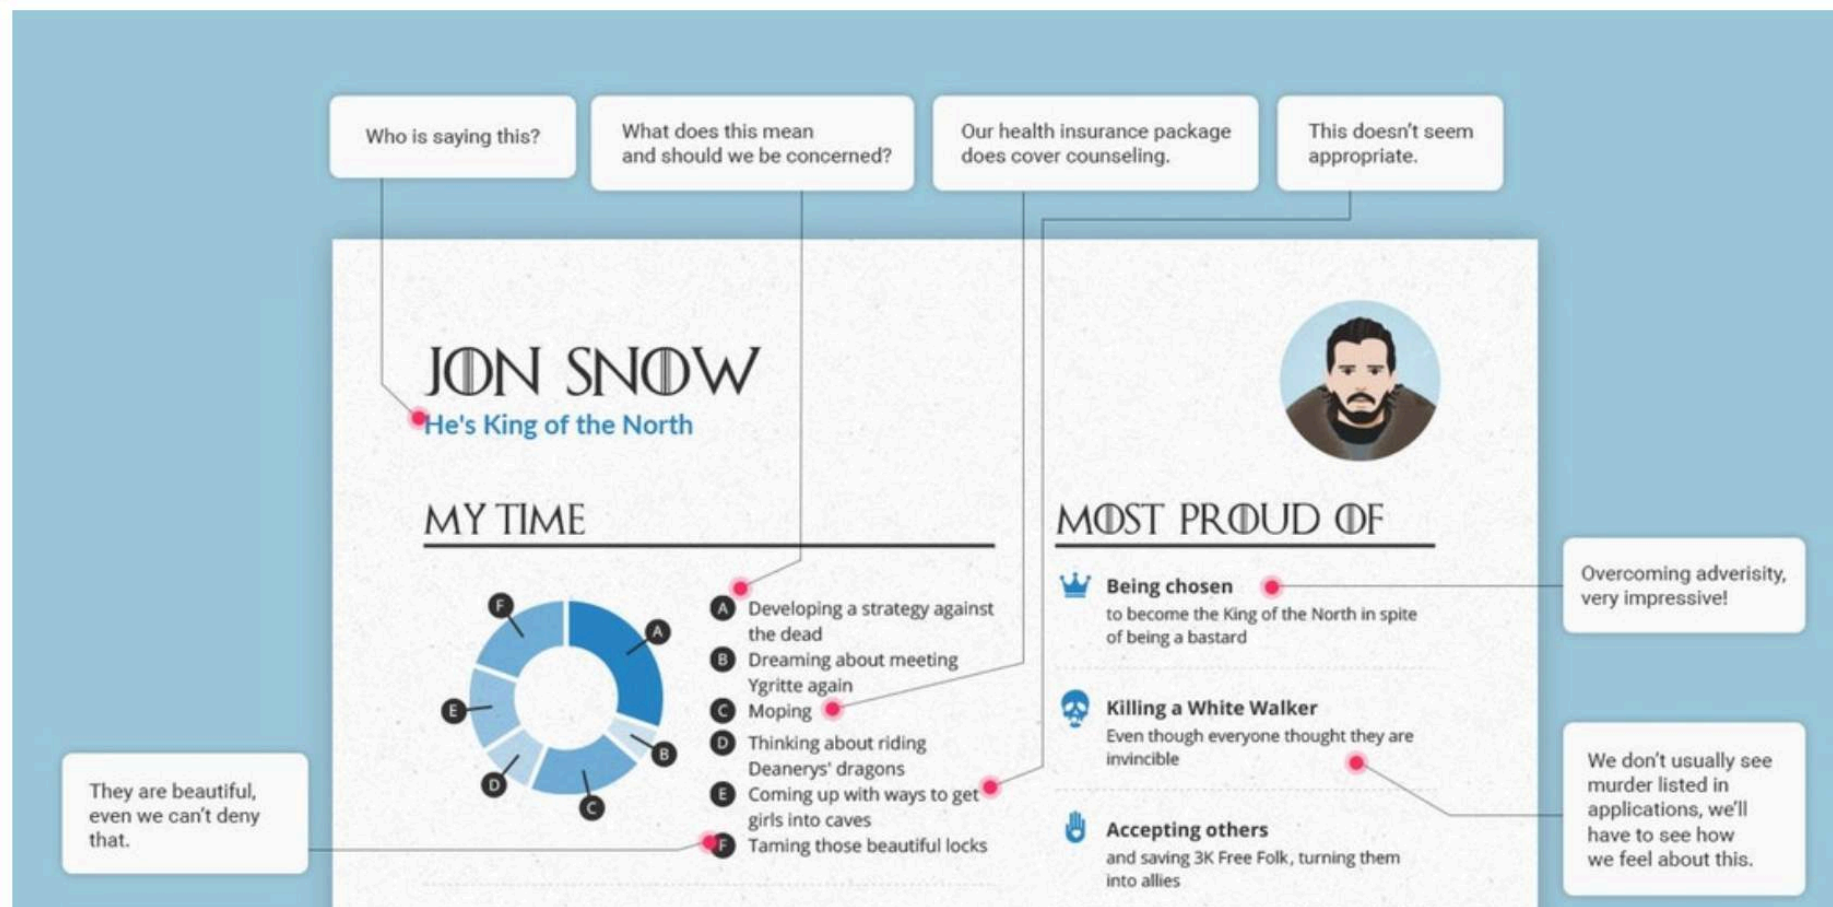 Who is saying this?
What does this mean
and should we be concerned?
Our health insurance package
does cover counseling.
This doesn't seem
appropriate.
JON SNOW
He's King of the North
MY TIME
F
A
E
B
D
C
A Developing a strategy against
the dead
B Dreaming about meeting
Ygritte again
C Moping
D Thinking about riding
Deanerys' dragons
E Coming up with ways to get
girls into caves
F Taming those beautiful locks
They are beautiful,
even we can't deny
that.
MOST PROUD OF
Being chosen
to become the King of the North in spite
of being a bastard
Killing a White Walker
Even though everyone thought they are
invincible
Accepting others
and saving 3K Free Folk, turning them
into allies
Overcoming adverisity,
very impressive!
We don't usually see
murder listed in
applications, we'll
have to see how
we feel about this.